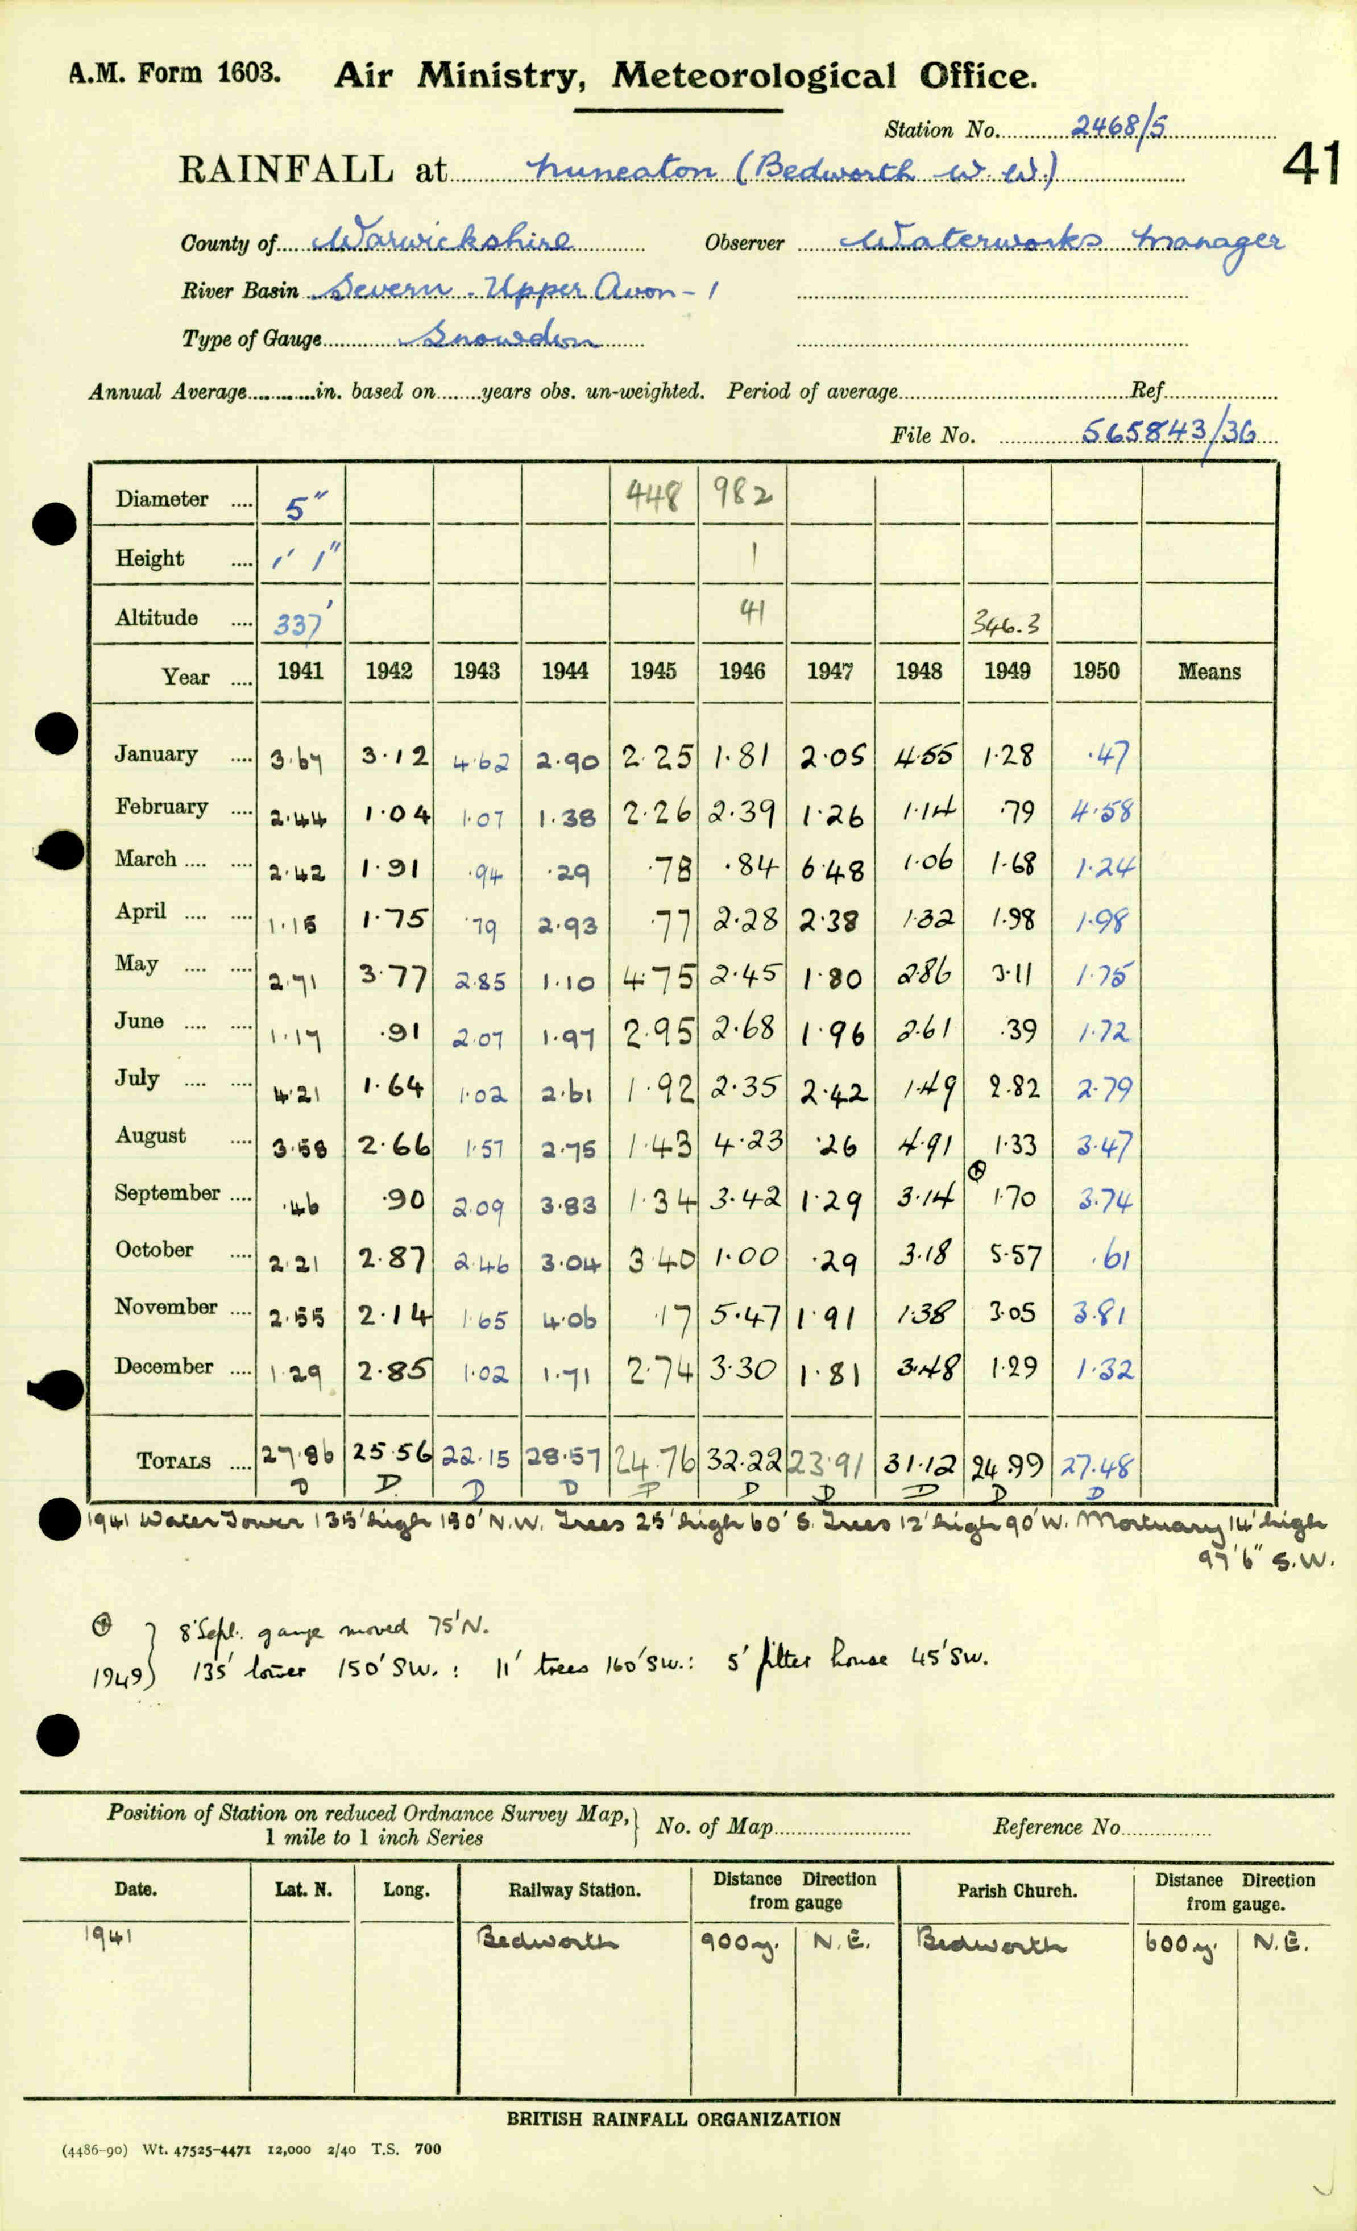 A.M. Form 1603. Air Ministry, Meteorological Office.
Station No. 2468/5
41
RAINFALL at Nuneaton (Bedworth W. W.)
County of Warwickshire Observer Waterworks Manager
River Basin Severn - Upper Avon - 1
Type of Gauge Snowdon
Annual Average in. based on years obs. un-weighted. Period of average Ref.
File No. 565843/36
Diameter .... 5" 448 982
Height .... 1' 1" 1
Altitude .... 337' 41 346.3
Year .... 1941 1942 1943 1944 1945 1946 1947 1948 1949 1950 Means
January .... 3.67 3.12 4.62 2.90 2.25 1.81 2.05 4.55 1.28 .47
February .... 2.44 1.04 1.07 1.38 2.26 2.39 1.26 1.14 .79 4.58
March .... .... 2.42 1.91 .94 .29 .78 .84 6.48 1.06 1.68 1.24
April .... .... 1.15 1.75 .79 2.93 .77 2.28 2.38 1.32 1.98 1.98
May .... .... 2.71 3.77 2.85 1.10 4.75 2.45 1.80 2.86 3.11 1.75
June .... .... 1.17 .91 2.07 1.97 2.95 2.68 1.96 2.61 .39 1.72
July .... .... 4.21 1.64 1.02 2.61 1.92 2.35 2.42 1.49 2.82 2.79
August .... 3.58 2.66 1.57 2.75 1.43 4.23 .26 4.91 1.33 3.47
September .... .46 .90 2.09 3.83 1.34 3.42 1.29 3.14 ⊕ 1.70 3.74
October .... 2.21 2.87 2.46 3.04 3.40 1.00 .29 3.18 5.57 .61
November .... 2.55 2.14 1.65 4.06 .17 5.47 1.91 1.38 3.05 3.81
December .... 1.29 2.85 1.02 1.71 2.74 3.30 1.81 3.48 1.29 1.32
TOTALS .... 27.86 25.56 22.15 28.57 24.76 32.22 23.91 31.12 24.99 27.48
D D D D D D D D D D
1941 Water Tower 135' high 150' N.W. Trees 25' high 60' S. Trees 12' high 90' W. Mortuary 14' high
97'6" S.W.
⊕ } 8 Sept. gauge moved 75' N.
1949 } 135' tower 150' SW. : 11' trees 160' SW. : 5' filter house 45' SW.
Position of Station on reduced Ordnance Survey Map, } No. of Map Reference No.
1 mile to 1 inch Series
Date. Lat. N. Long. Railway Station. Distance Direction from gauge Parish Church. Distance Direction from gauge.
1941 Bedworth 900 y. N.E. Bedworth 600 y. N.E.
BRITISH RAINFALL ORGANIZATION
(4486-90) Wt. 47525-4471 12,000 2/40 T.S. 700